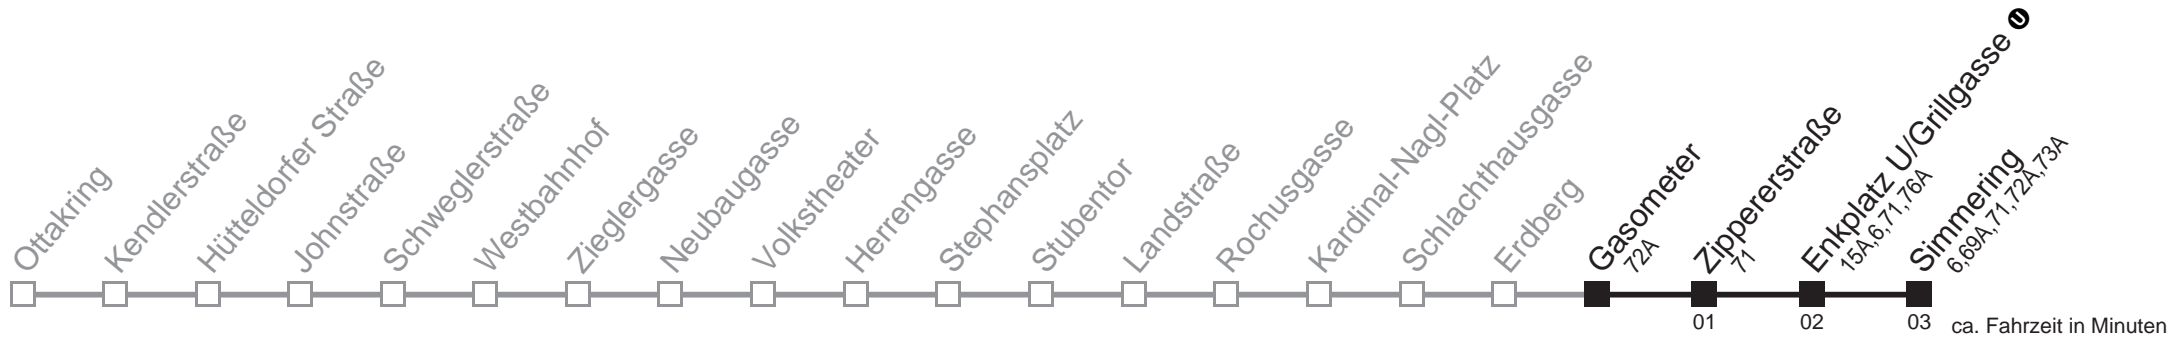 Ottakring
Kendlerstraße
Hütteldorfer Straße
Johnstraße
Schweglerstraße
Westbahnhof
Zieglergasse
Neubaugasse
Volkstheater
Herrengasse
Stephansplatz
Stubentor
Landstraße
Rochusgasse
Kardinal-Nagl-Platz
Schlachthausgasse
Erdberg
Gasometer
72A
Zippererstraße
71
Enkplatz U/Grillgasse U
15A,6,71,76A
Simmering
6,69A,71,72A,73A
01 02 03 ca. Fahrzeit in Minuten